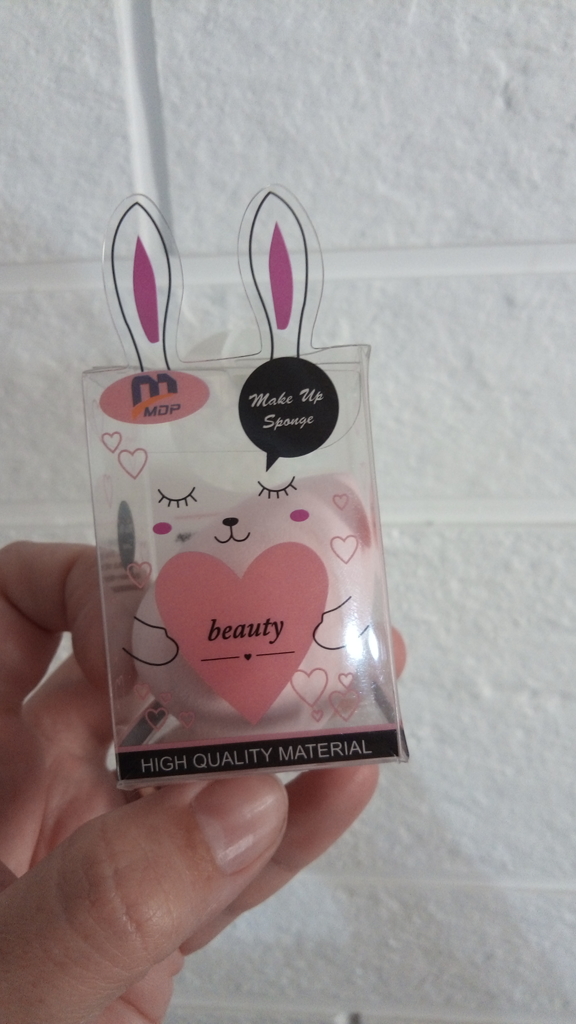 MDP
Make Up
Sponge
beauty
HIGH QUALITY MATERIAL